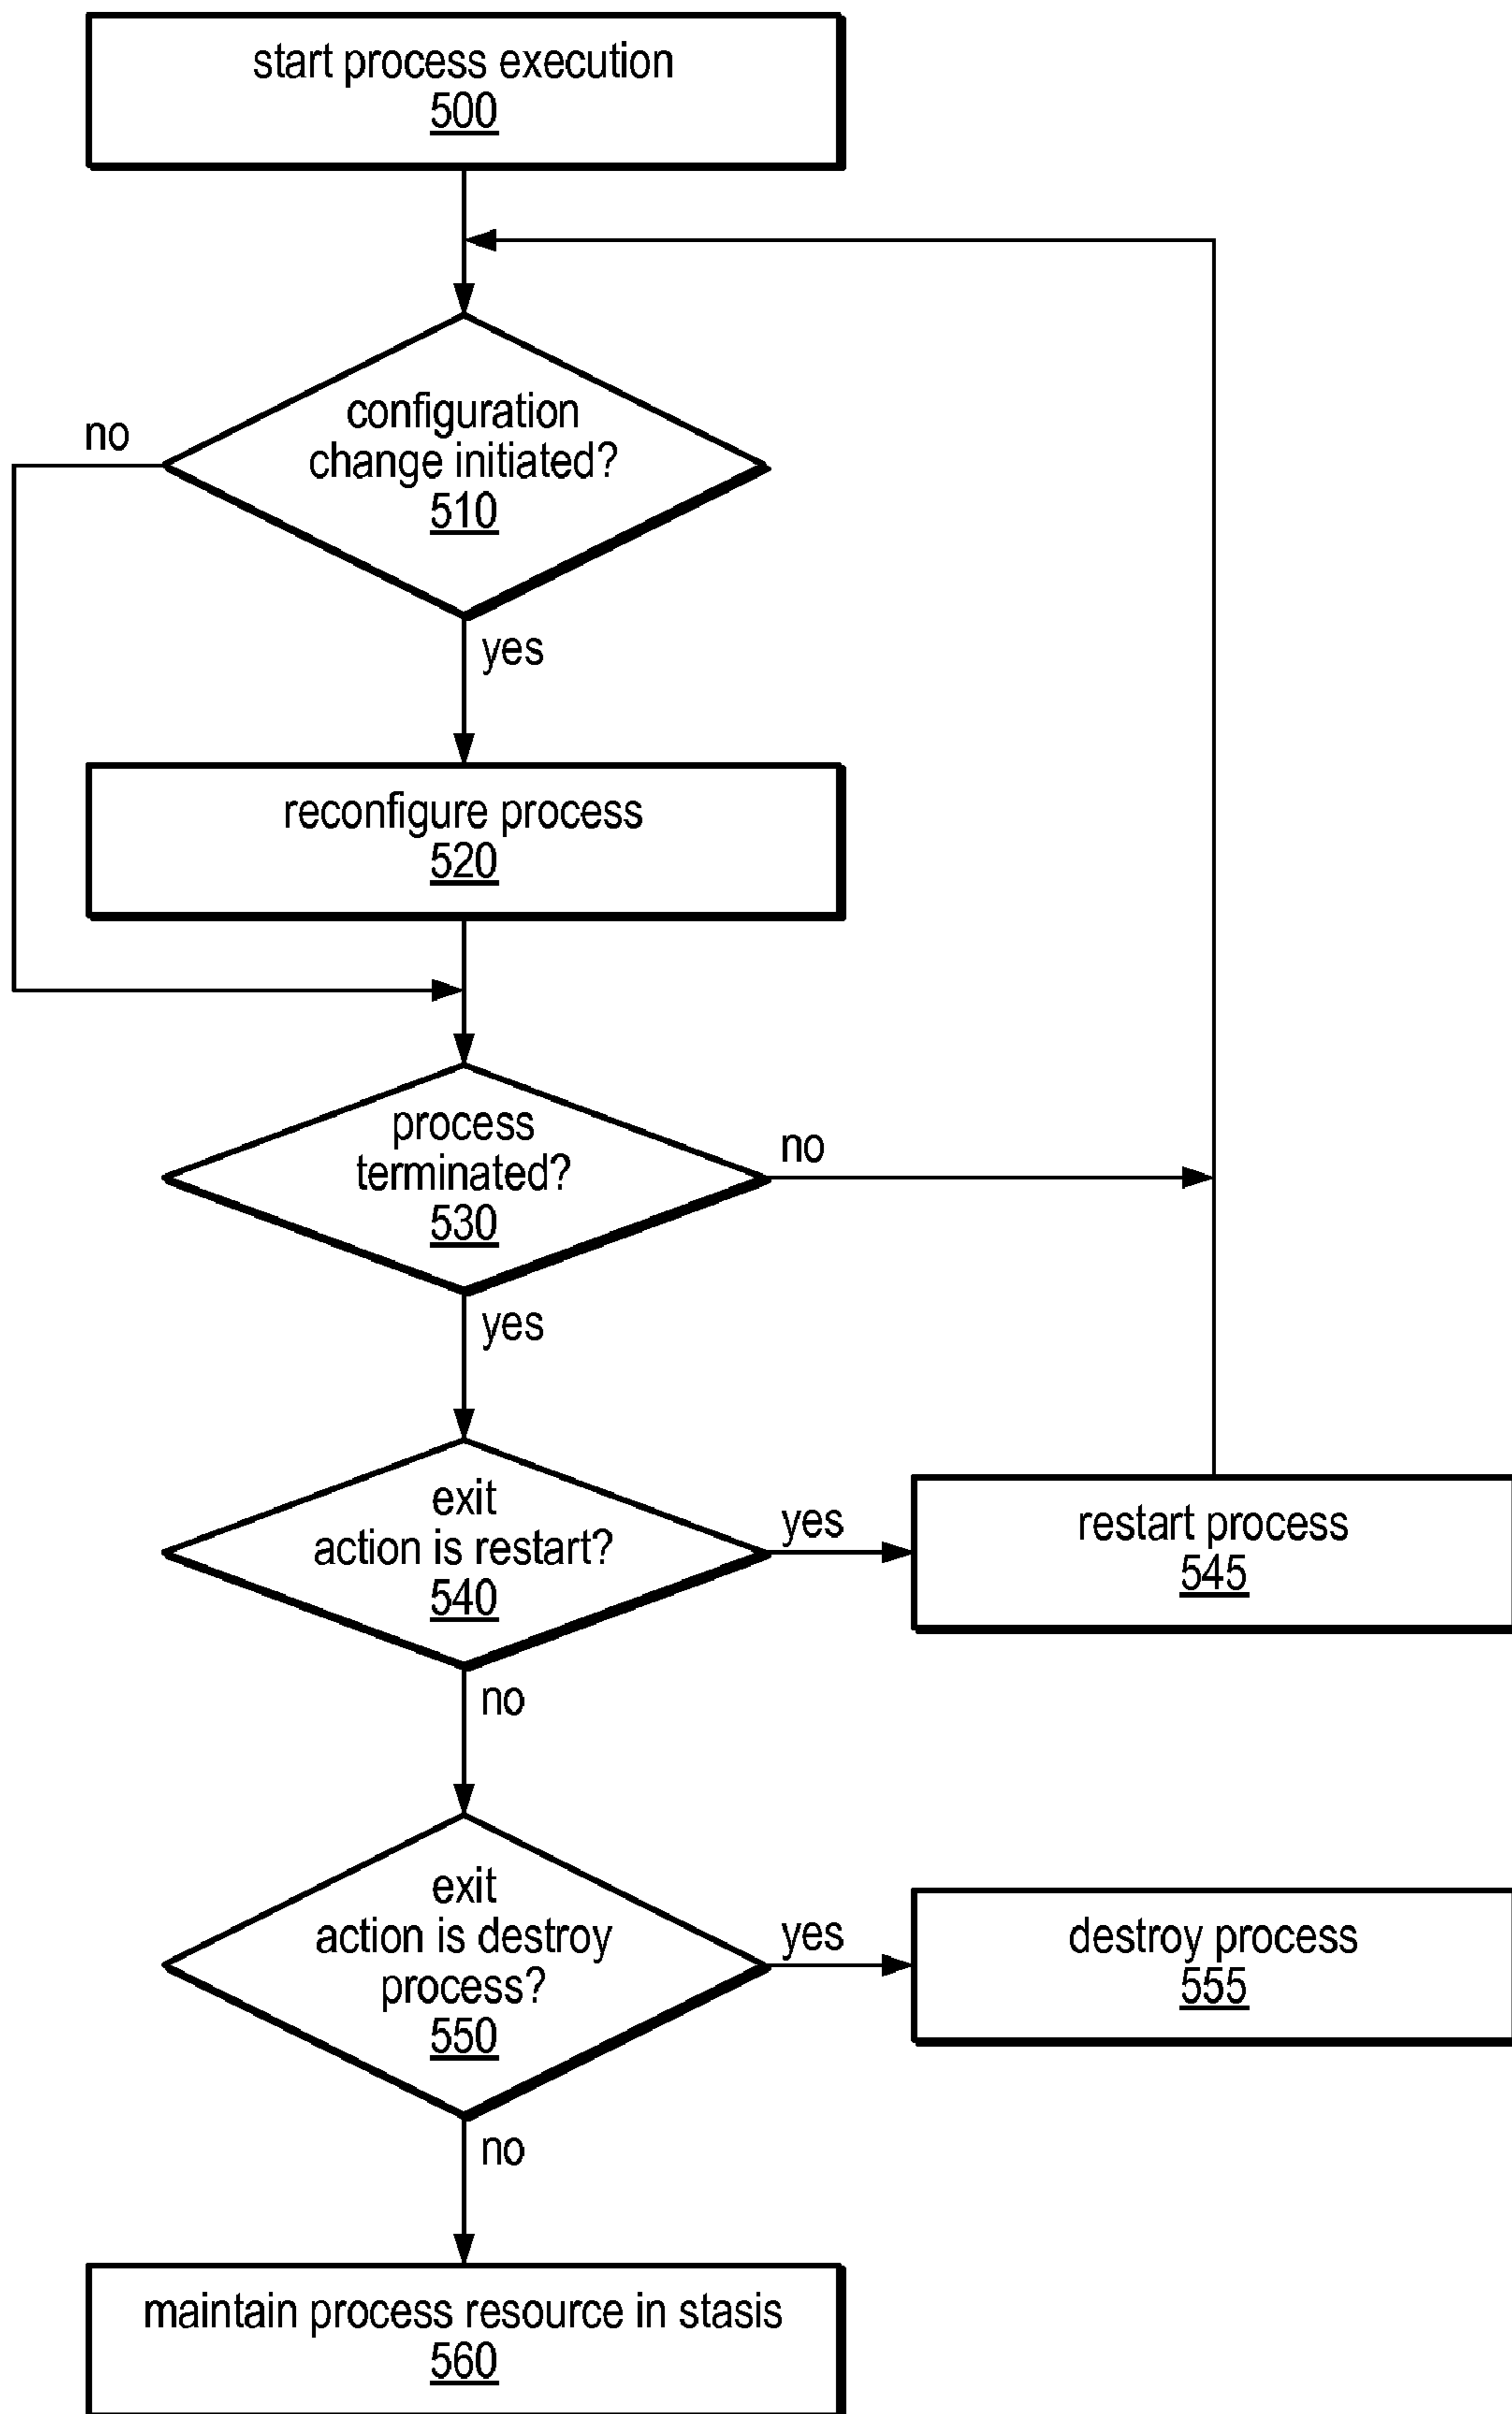 start process execution
500
configuration
change initiated?
510
no
yes
reconfigure process
520
process
terminated?
530
no
yes
exit
action is restart?
540
yes
restart process
545
no
exit
action is destroy
process?
550
yes
destroy process
555
no
maintain process resource in stasis
560